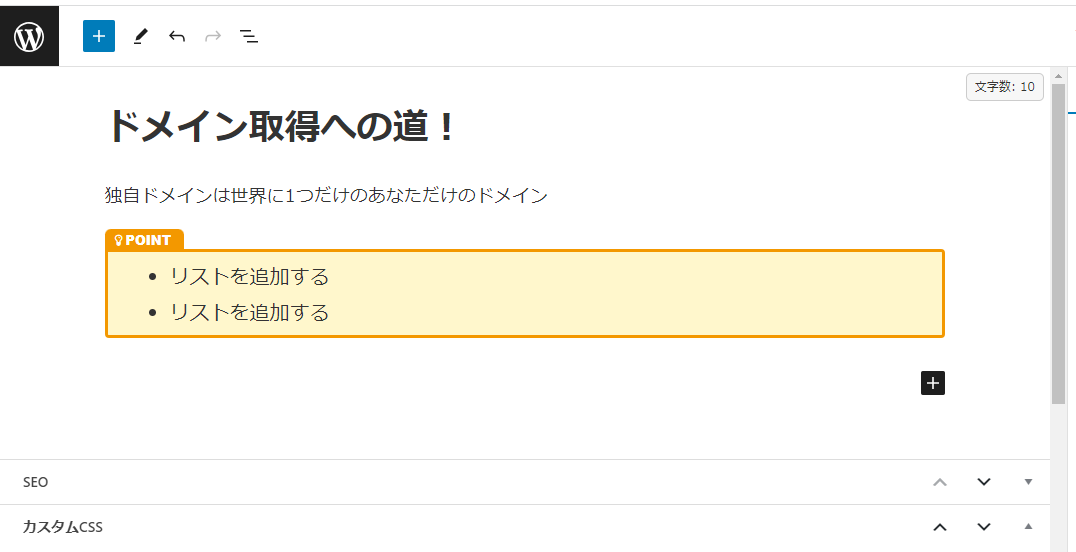 文字数: 10
ドメイン取得への道！
独自ドメインは世界に1つだけのあなただけのドメイン
POINT
• リストを追加する
• リストを追加する
SEO
カスタムCSS